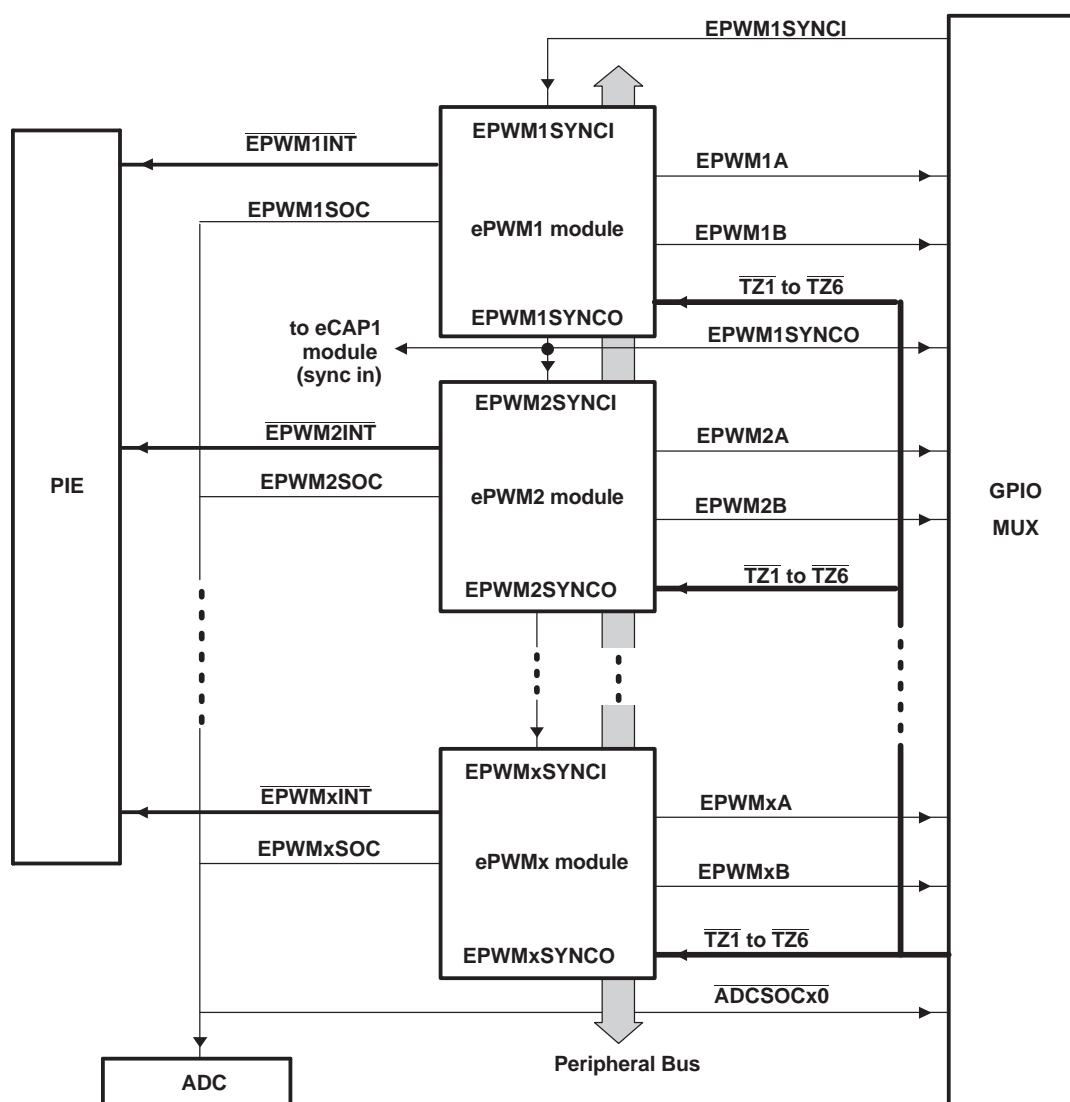 EPWM1SYNCI
EPWM1SYNCI
EPWM1INT
EPWM1A
EPWM1SOC
ePWM1 module
EPWM1B
TZ1 to TZ6
EPWM1SYNCO
to eCAP1
module
(sync in)
EPWM1SYNCO
EPWM2SYNCI
EPWM2INT
EPWM2A
PIE
EPWM2SOC
ePWM2 module
EPWM2B
GPIO
MUX
TZ1 to TZ6
EPWM2SYNCO
EPWMxSYNCI
EPWMxINT
EPWMxA
EPWMxSOC
ePWMx module
EPWMxB
TZ1 to TZ6
EPWMxSYNCO
ADCSOCx0
Peripheral Bus
ADC